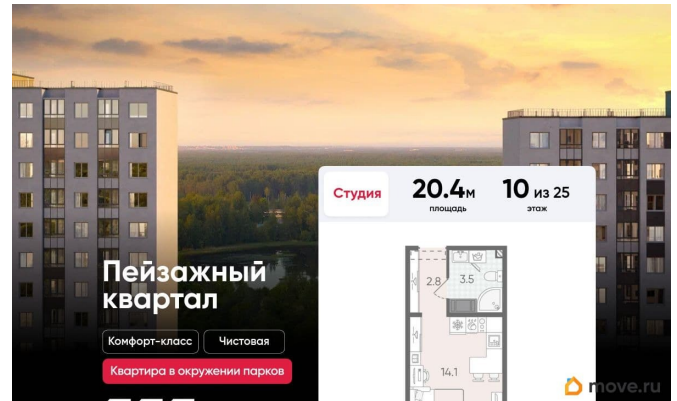 Студия
20.4м
площадь
10 из 25
этаж
2.8
3.5
14.1
Пейзажный
квартал
Комфорт-класс
Чистовая
Квартира в окружении парков
move.ru